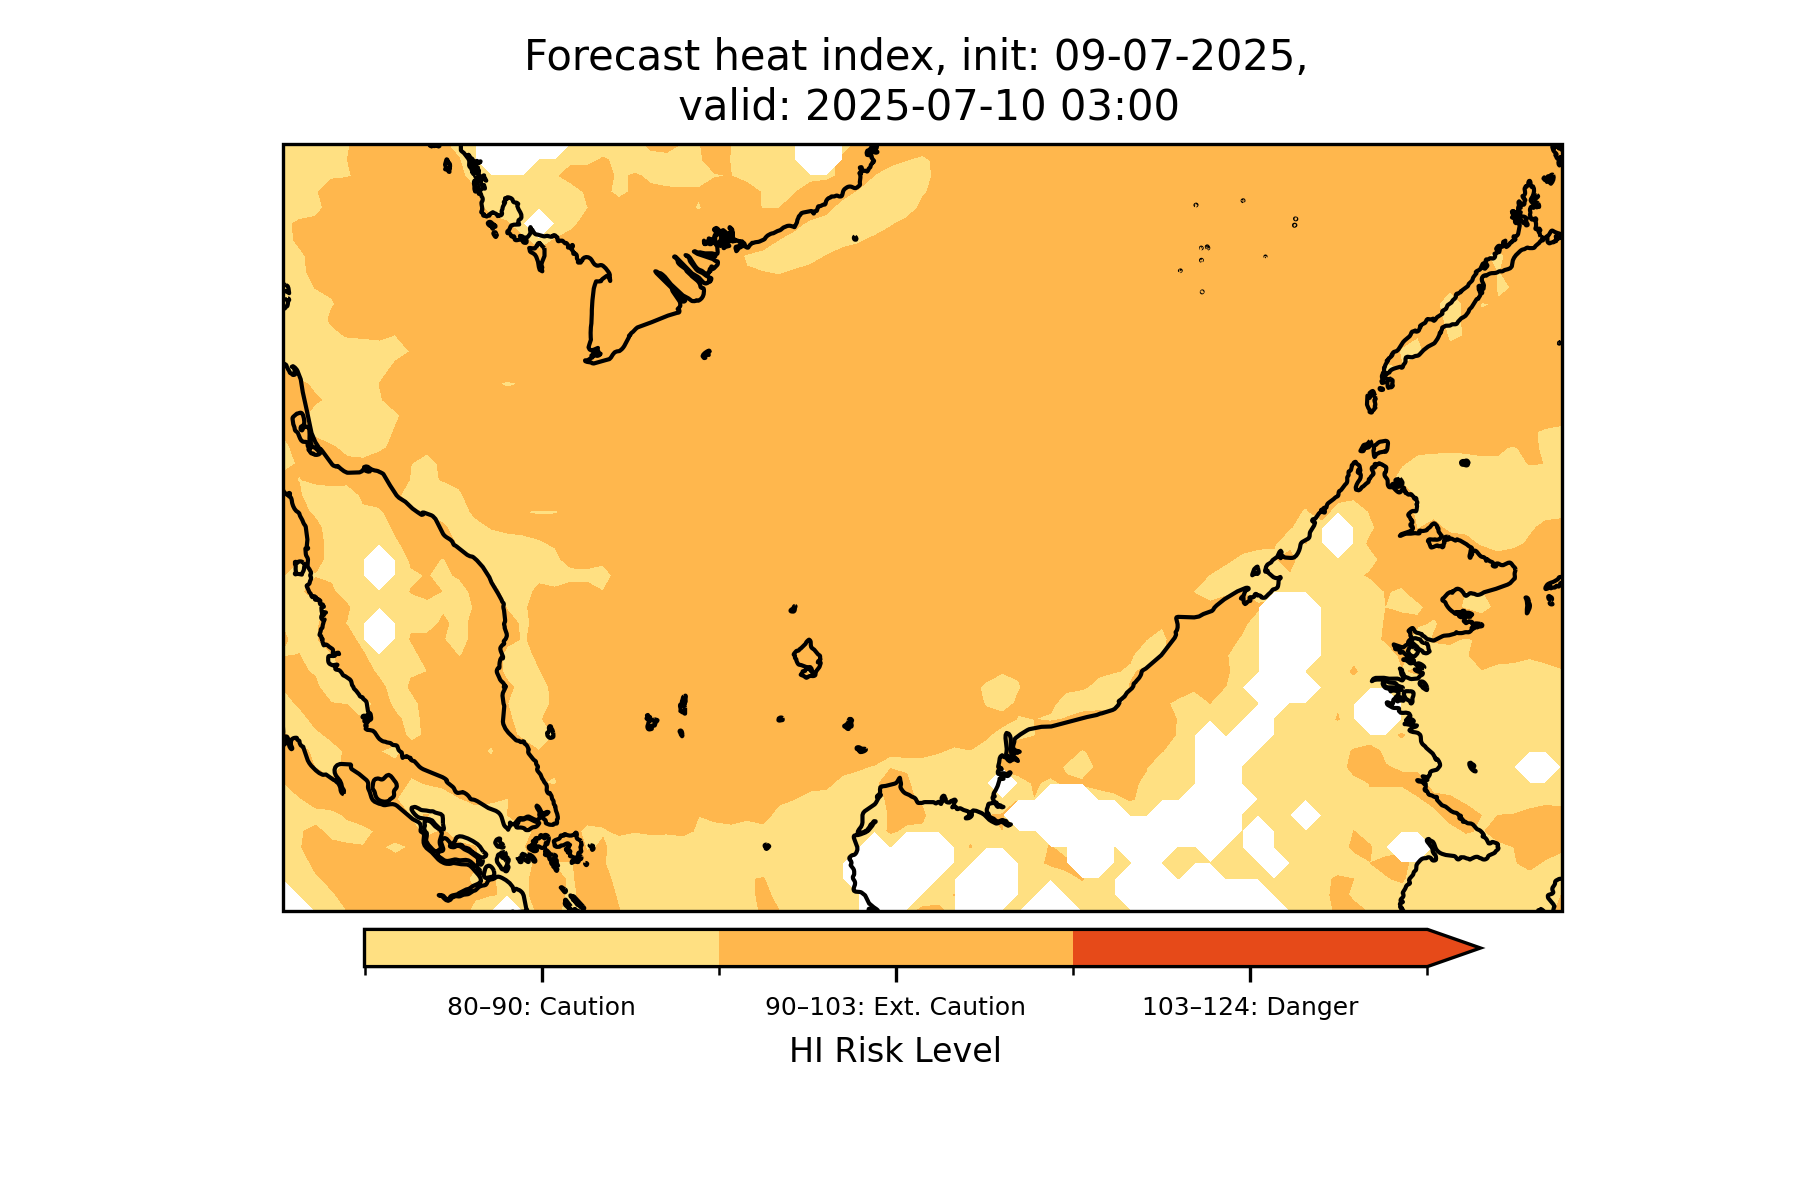 Forecast heat index, init: 09-07-2025,
valid: 2025-07-10 03:00
80–90: Caution
90–103: Ext. Caution
103–124: Danger
HI Risk Level